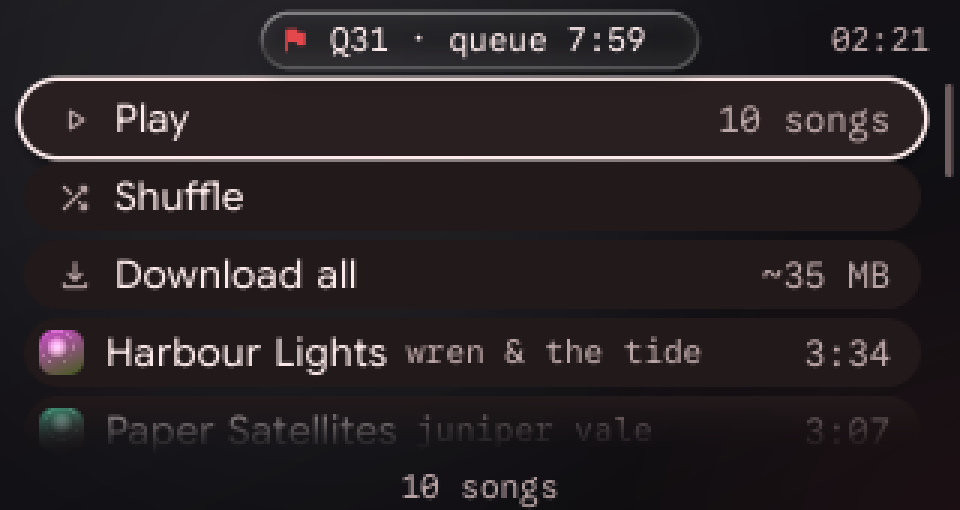 Q31 · queue 7:59
02:21
Play 10 songs
Shuffle
Download all ~35 MB
Harbour Lights wren & the tide 3:34
Paper Satellites juniper vale 3:07
10 songs